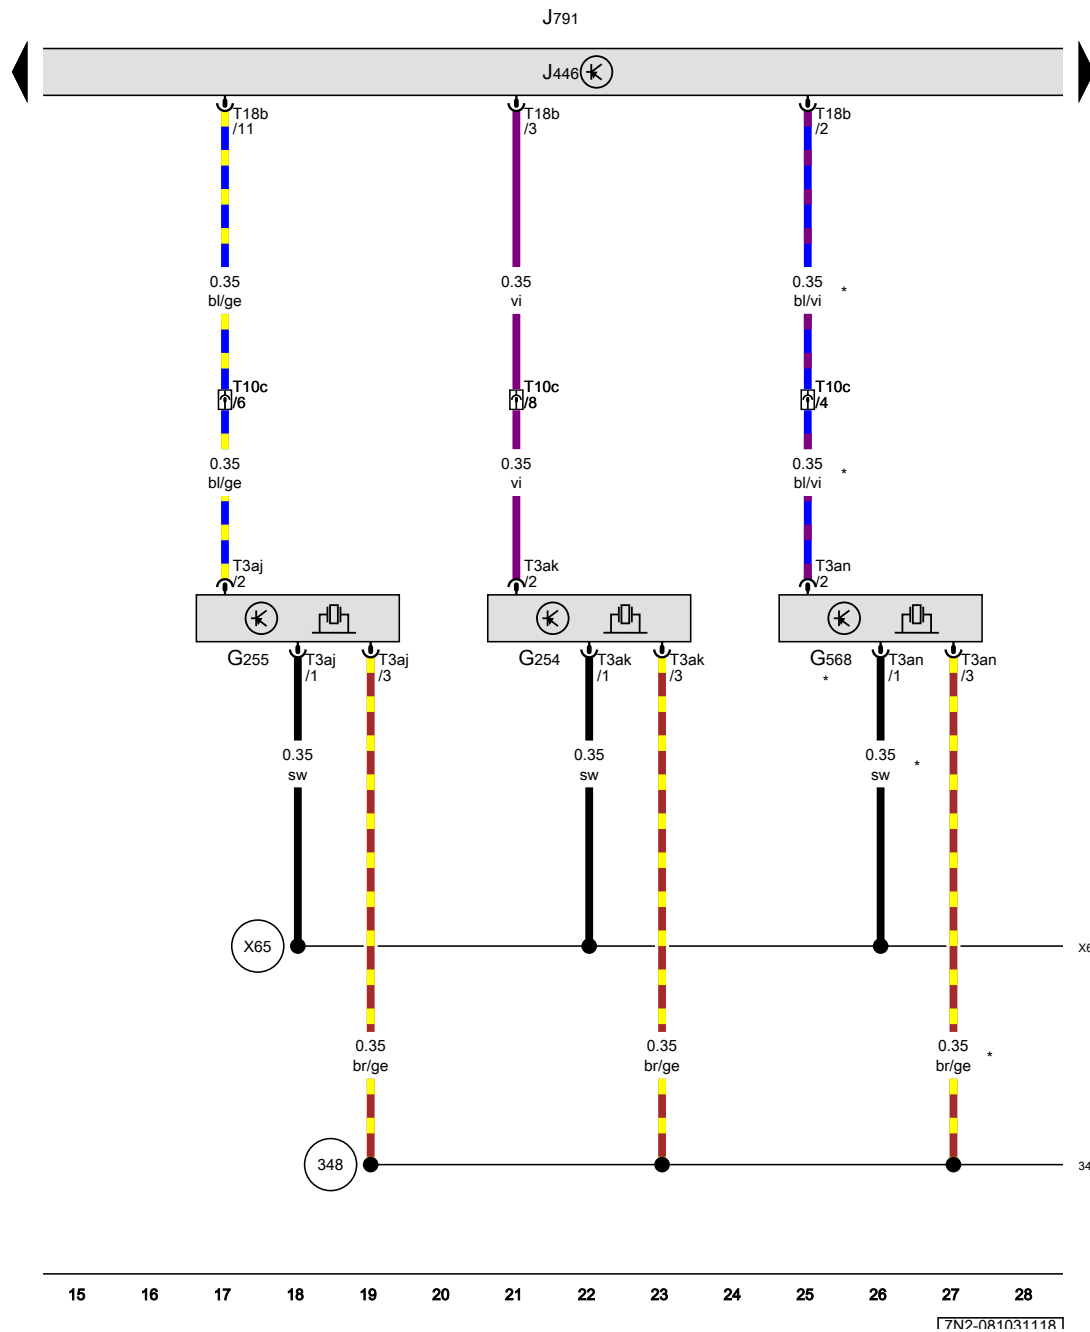 J791
J446
T18b
/11
T18b
/3
T18b
/2
0.35
bl/ge
0.35
vi
0.35
bl/vi
*
T10c
/6
T10c
/8
T10c
/4
0.35
bl/ge
0.35
vi
0.35
bl/vi
*
T3aj
/2
T3ak
/2
T3an
/2
G255
T3aj
/1
T3aj
/3
G254
T3ak
/1
T3ak
/3
G568
*
T3an
/1
T3an
/3
0.35
sw
0.35
sw
0.35
sw
*
X65
X6
0.35
br/ge
0.35
br/ge
0.35
br/ge
*
348
34
15 16 17 18 19 20 21 22 23 24 25 26 27 28
7N2-081031118